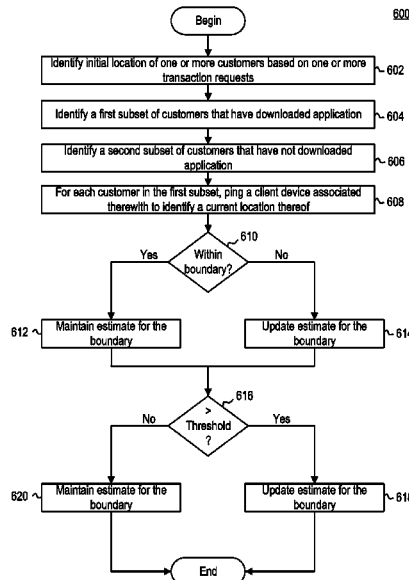 Begin
600
Identify initial location of one or more customers based on one or more
transaction requests
602
Identify a first subset of customers that have downloaded application
604
Identify a second subset of customers that have not downloaded
application
606
For each customer in the first subset, ping a client device associated
therewith to identify a current location thereof
608
610
Within
boundary?
Yes
No
612
Maintain estimate for the
boundary
Update estimate for the
boundary
614
616
>
Threshold
?
No
Yes
620
Maintain estimate for the
boundary
Update estimate for the
boundary
618
End